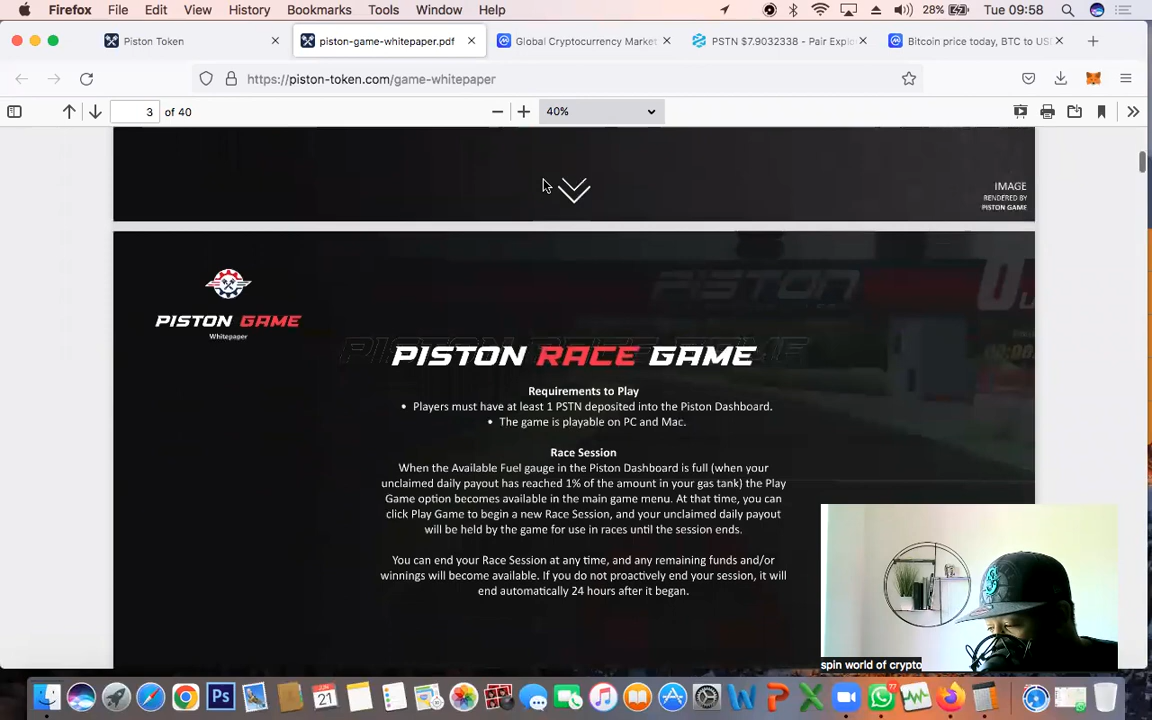 Firefox File Edit View History Bookmarks Tools Window Help 28% Tue 09:58
Piston Token piston-game-whitepaper.pdf Global Cryptocurrency Market PSTN $7.9032338 - Pair Explo Bitcoin price today, BTC to US
https://piston-token.com/game-whitepaper
3 of 40 40%
IMAGE
RENDERED BY
PISTON GAME
PISTON
PISTON GAME
Whitepaper
PISTON RACE GAME
Requirements to Play
• Players must have at least 1 PSTN deposited into the Piston Dashboard.
• The game is playable on PC and Mac.
Race Session
When the Available Fuel gauge in the Piston Dashboard is full (when your
unclaimed daily payout has reached 1% of the amount in your gas tank) the Play
Game option becomes available in the main game menu. At that time, you can
click Play Game to begin a new Race Session, and your unclaimed daily payout
will be held by the game for use in races until the session ends.
You can end your Race Session at any time, and any remaining funds and/or
winnings will become available. If you do not proactively end your session, it will
end automatically 24 hours after it began.
spin world of crypto
JUN
21
77